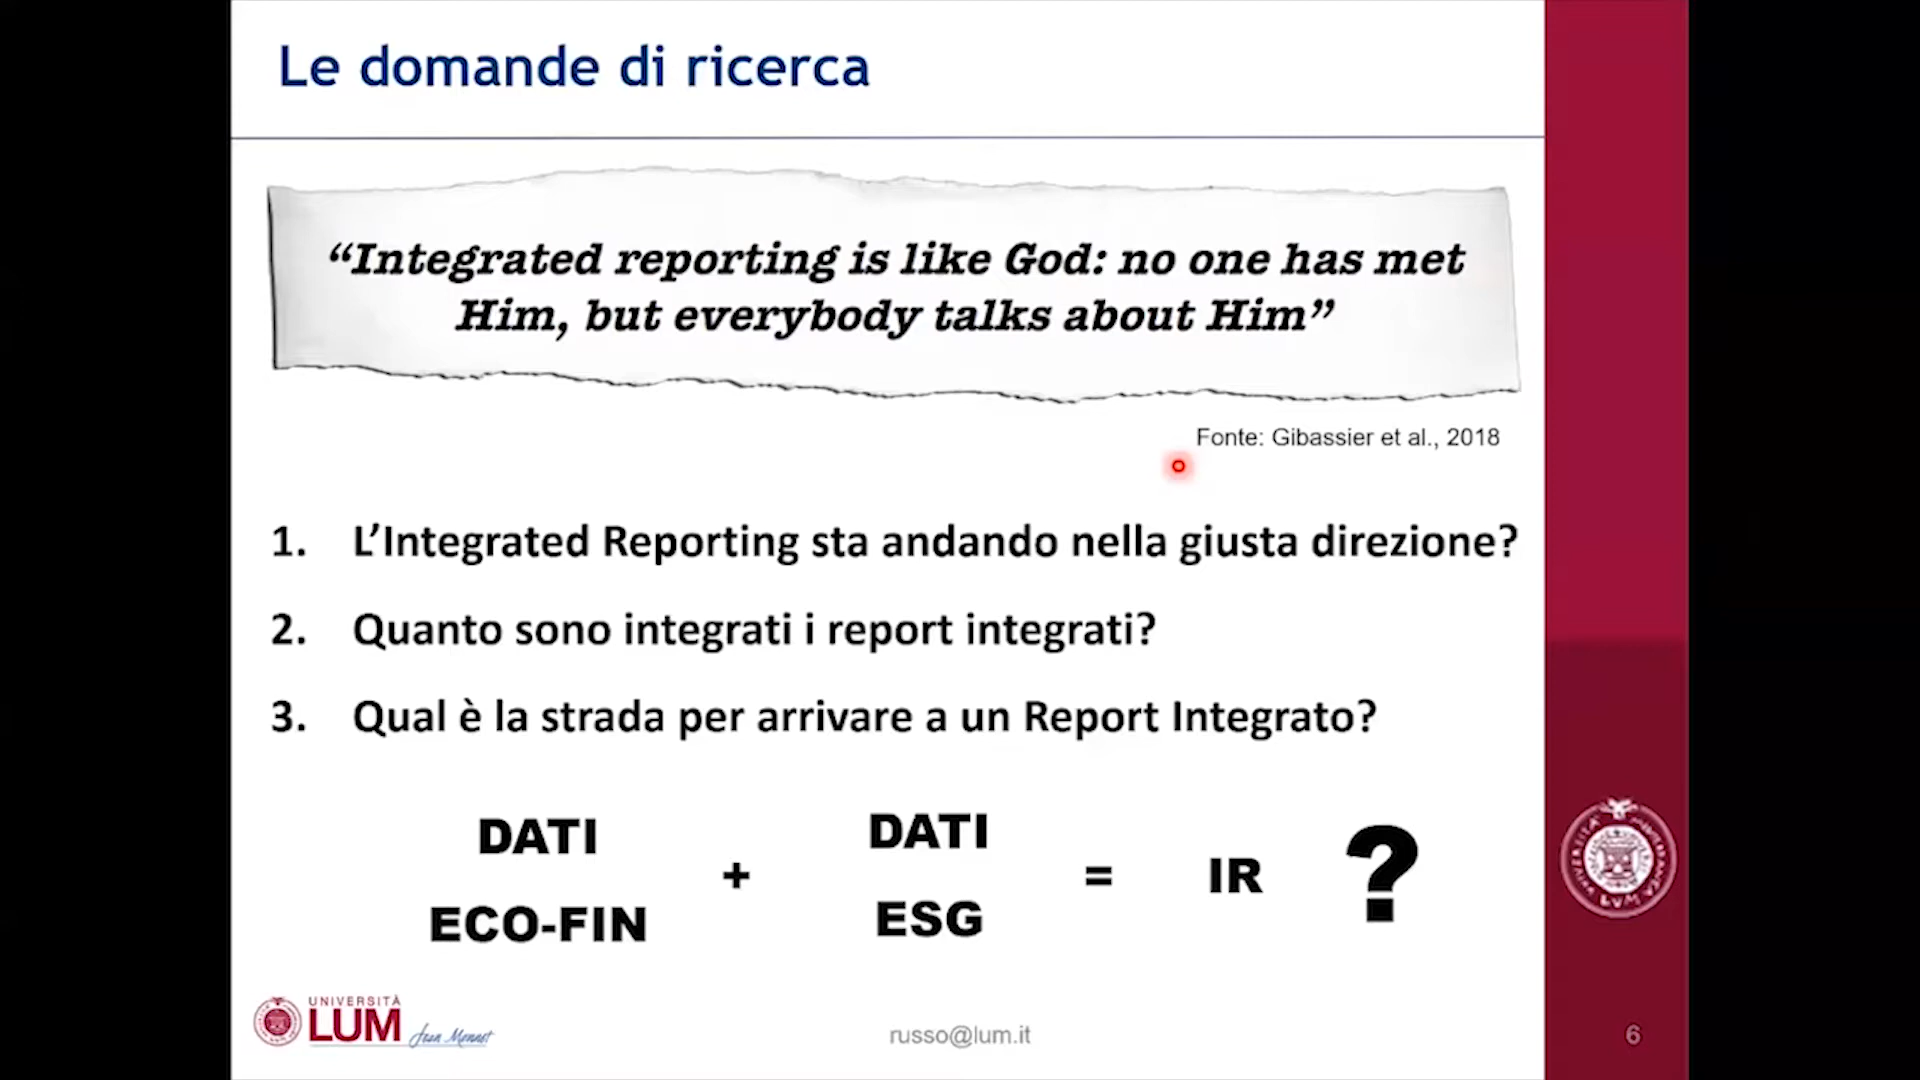 Le domande di ricerca
“Integrated reporting is like God: no one has met
Him, but everybody talks about Him”
Fonte: Gibassier et al., 2018
1. L’Integrated Reporting sta andando nella giusta direzione?
2. Quanto sono integrati i report integrati?
3. Qual è la strada per arrivare a un Report Integrato?
DATI
ECO-FIN
+
DATI
ESG
=
IR
?
UNIVERSITÀ
LUM
Jean Monnet
russo@lum.it
6